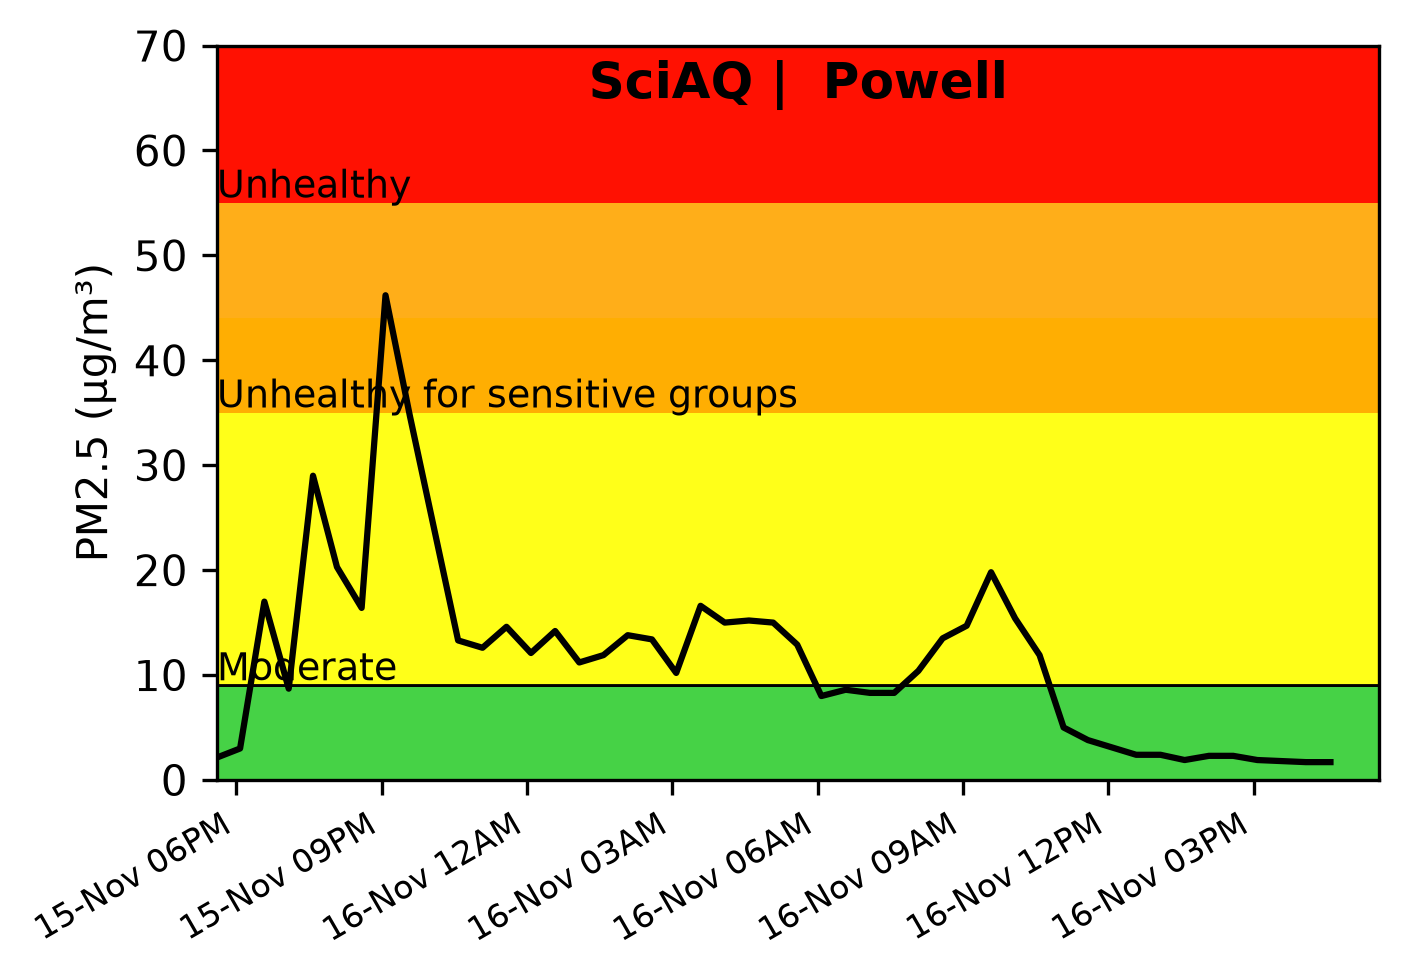 SciAQ |  Powell
PM2.5 (µg/m³)
70
60
50
40
30
20
10
0
Unhealthy
Unhealthy for sensitive groups
Moderate
15-Nov 06PM
15-Nov 09PM
16-Nov 12AM
16-Nov 03AM
16-Nov 06AM
16-Nov 09AM
16-Nov 12PM
16-Nov 03PM